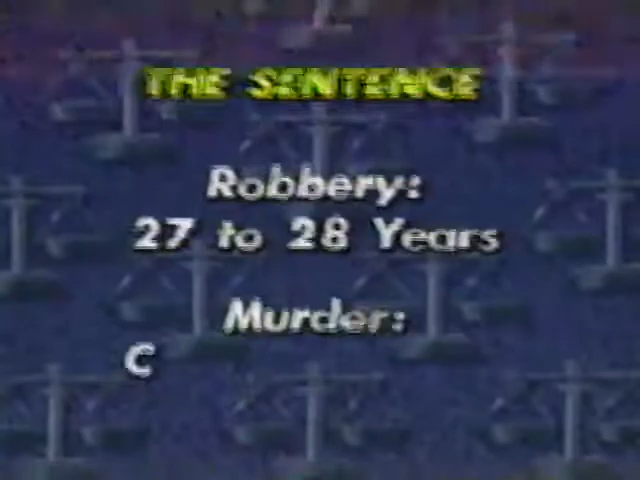 THE SENTENCE
Robbery:
27 to 28 Years
Murder:
C